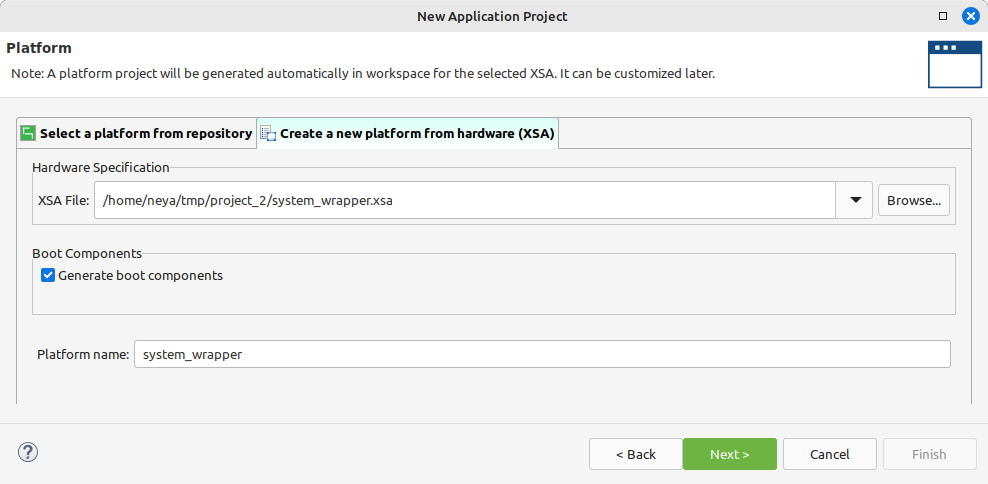 New Application Project
Platform
Note: A platform project will be generated automatically in workspace for the selected XSA. It can be customized later.
Select a platform from repository
Create a new platform from hardware (XSA)
Hardware Specification
XSA File: /home/neya/tmp/project_2/system_wrapper.xsa Browse...
Boot Components
Generate boot components
Platform name: system_wrapper
? < Back Next > Cancel Finish